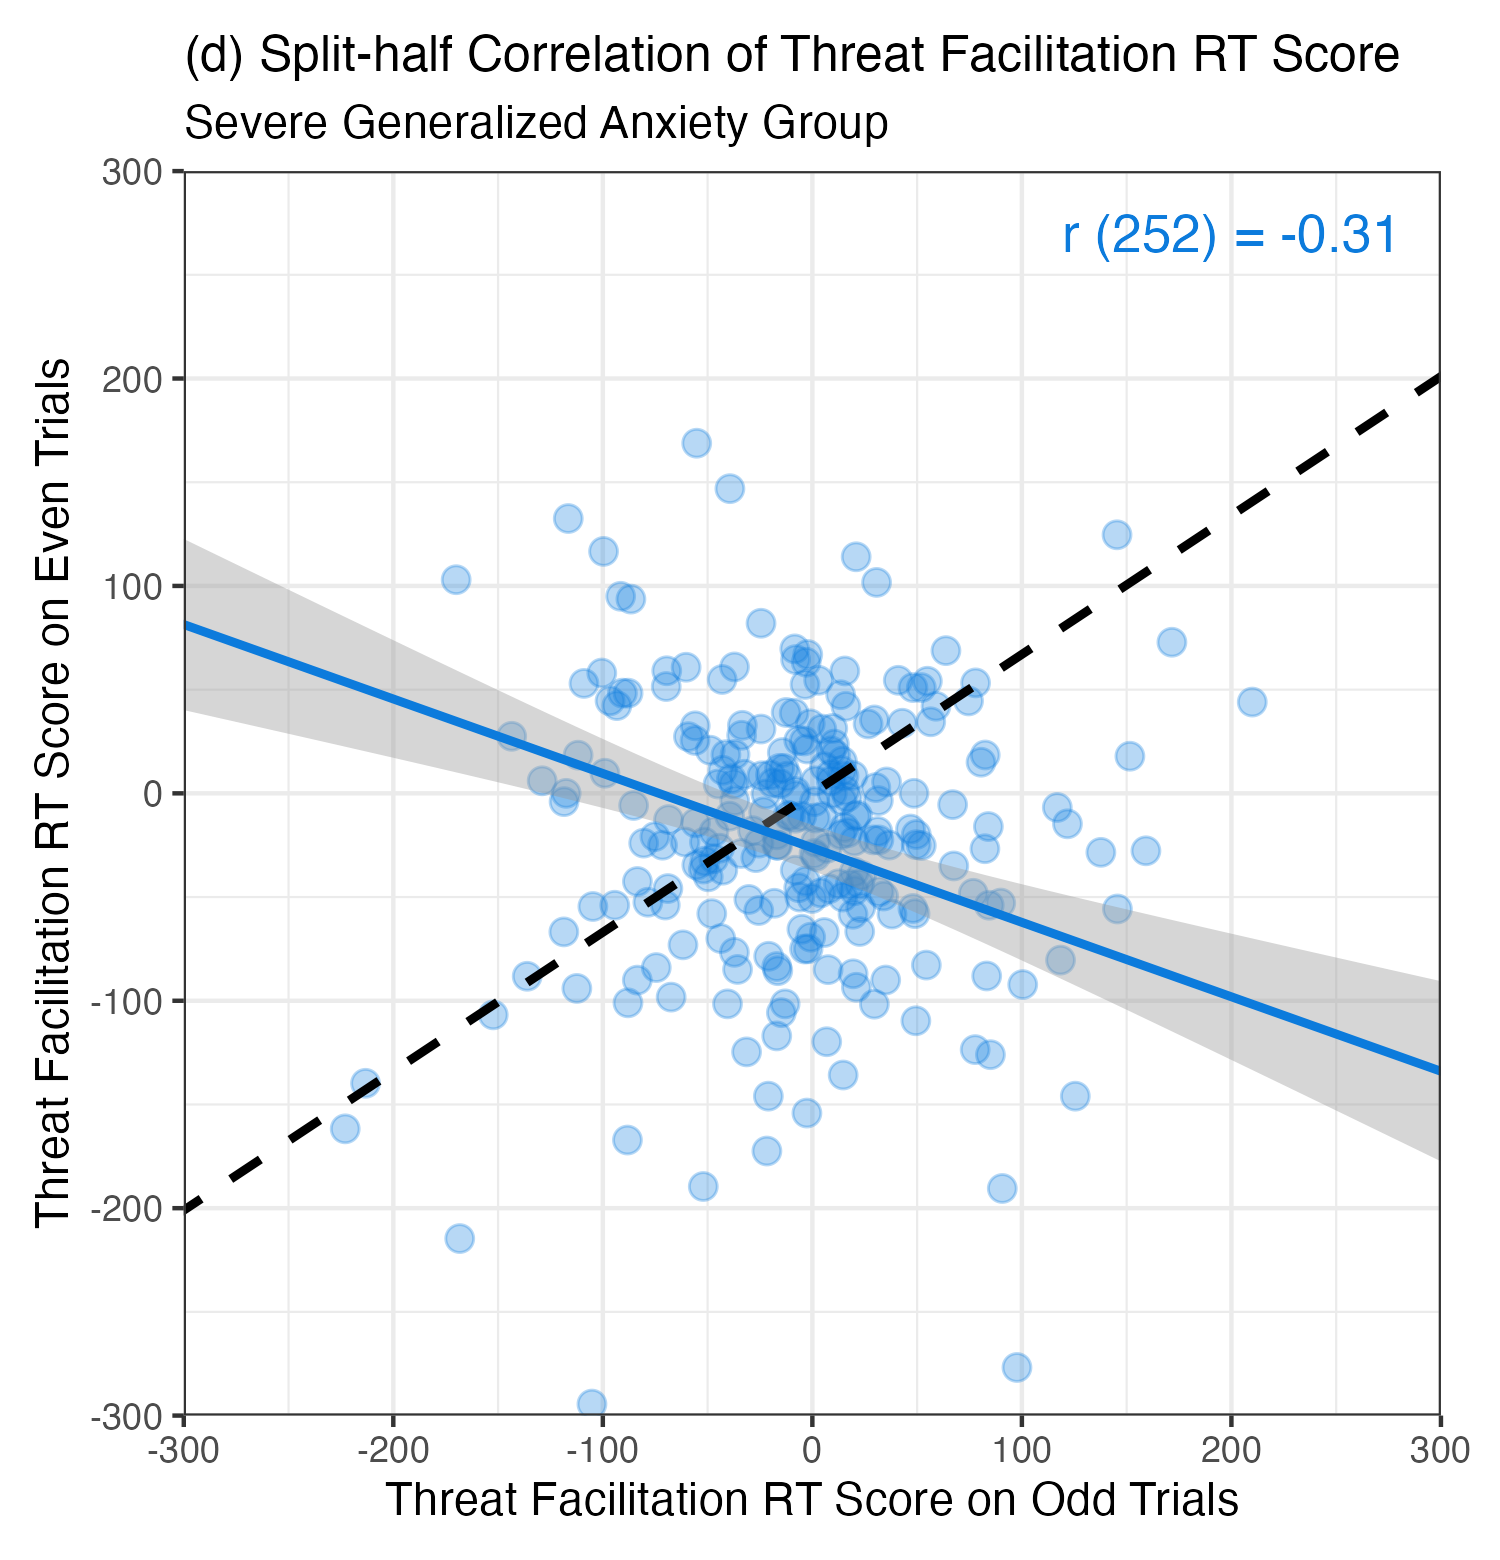 (d) Split-half Correlation of Threat Facilitation RT Score
Severe Generalized Anxiety Group
r (252) = -0.31
Threat Facilitation RT Score on Even Trials
300
200
100
0
-100
-200
-300
-300 -200 -100 0 100 200 300
Threat Facilitation RT Score on Odd Trials